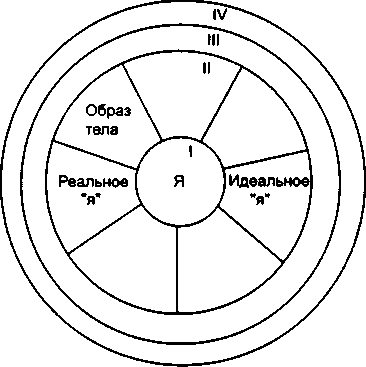 IV
III
II
Образ
тела
I
Реальное
"я"
Я
Идеальное
"я"